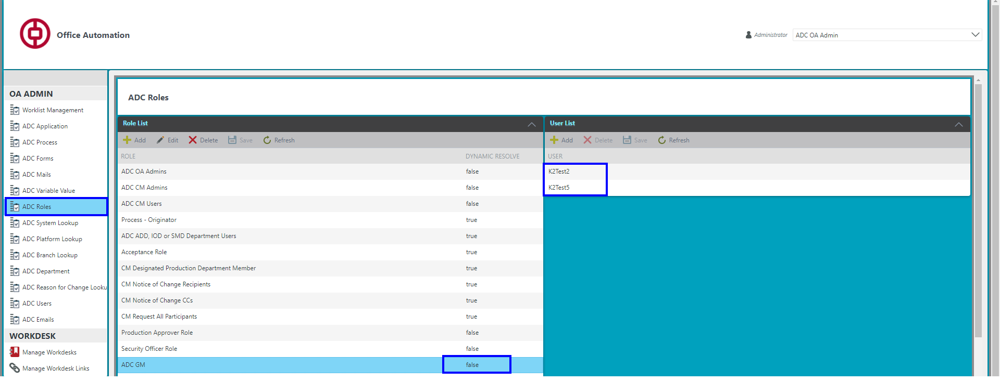 Office Automation
Administrator
ADC OA Admin
OA ADMIN
Worklist Management
ADC Application
ADC Process
ADC Forms
ADC Mails
ADC Variable Value
ADC Roles
ADC System Lookup
ADC Platform Lookup
ADC Branch Lookup
ADC Department
ADC Reason for Change Looku
ADC Users
ADC Emails
WORKDESK
Manage Workdesks
Manage Workdesk Links
ADC Roles
Role List
Add Edit Delete Save Refresh
ROLE DYNAMIC RESOLVE
ADC OA Admins false
ADC CM Admins false
ADC CM Users false
Process - Originator true
ADC ADD, IOD or SMD Department Users true
Acceptance Role true
CM Designated Production Department Member true
CM Notice of Change Recipients true
CM Notice of Change CCs true
CM Request All Participants true
Production Approver Role false
Security Officer Role false
ADC GM false
User List
Add Delete Save Refresh
USER
K2Test2
K2Test5